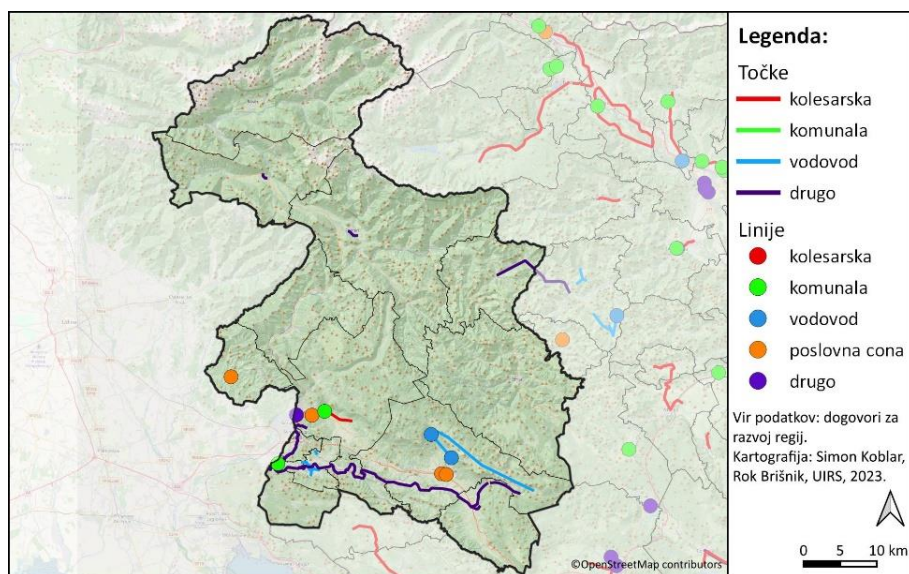 Legenda:
Točke
kolesarska
komunala
vodovod
drugo
Linije
kolesarska
komunala
vodovod
poslovna cona
drugo
Vir podatkov: dogovori za
razvoj regij.
Kartografija: Simon Koblar,
Rok Brišnik, UIRS, 2023.
0 5 10 km
©OpenStreetMap contributors